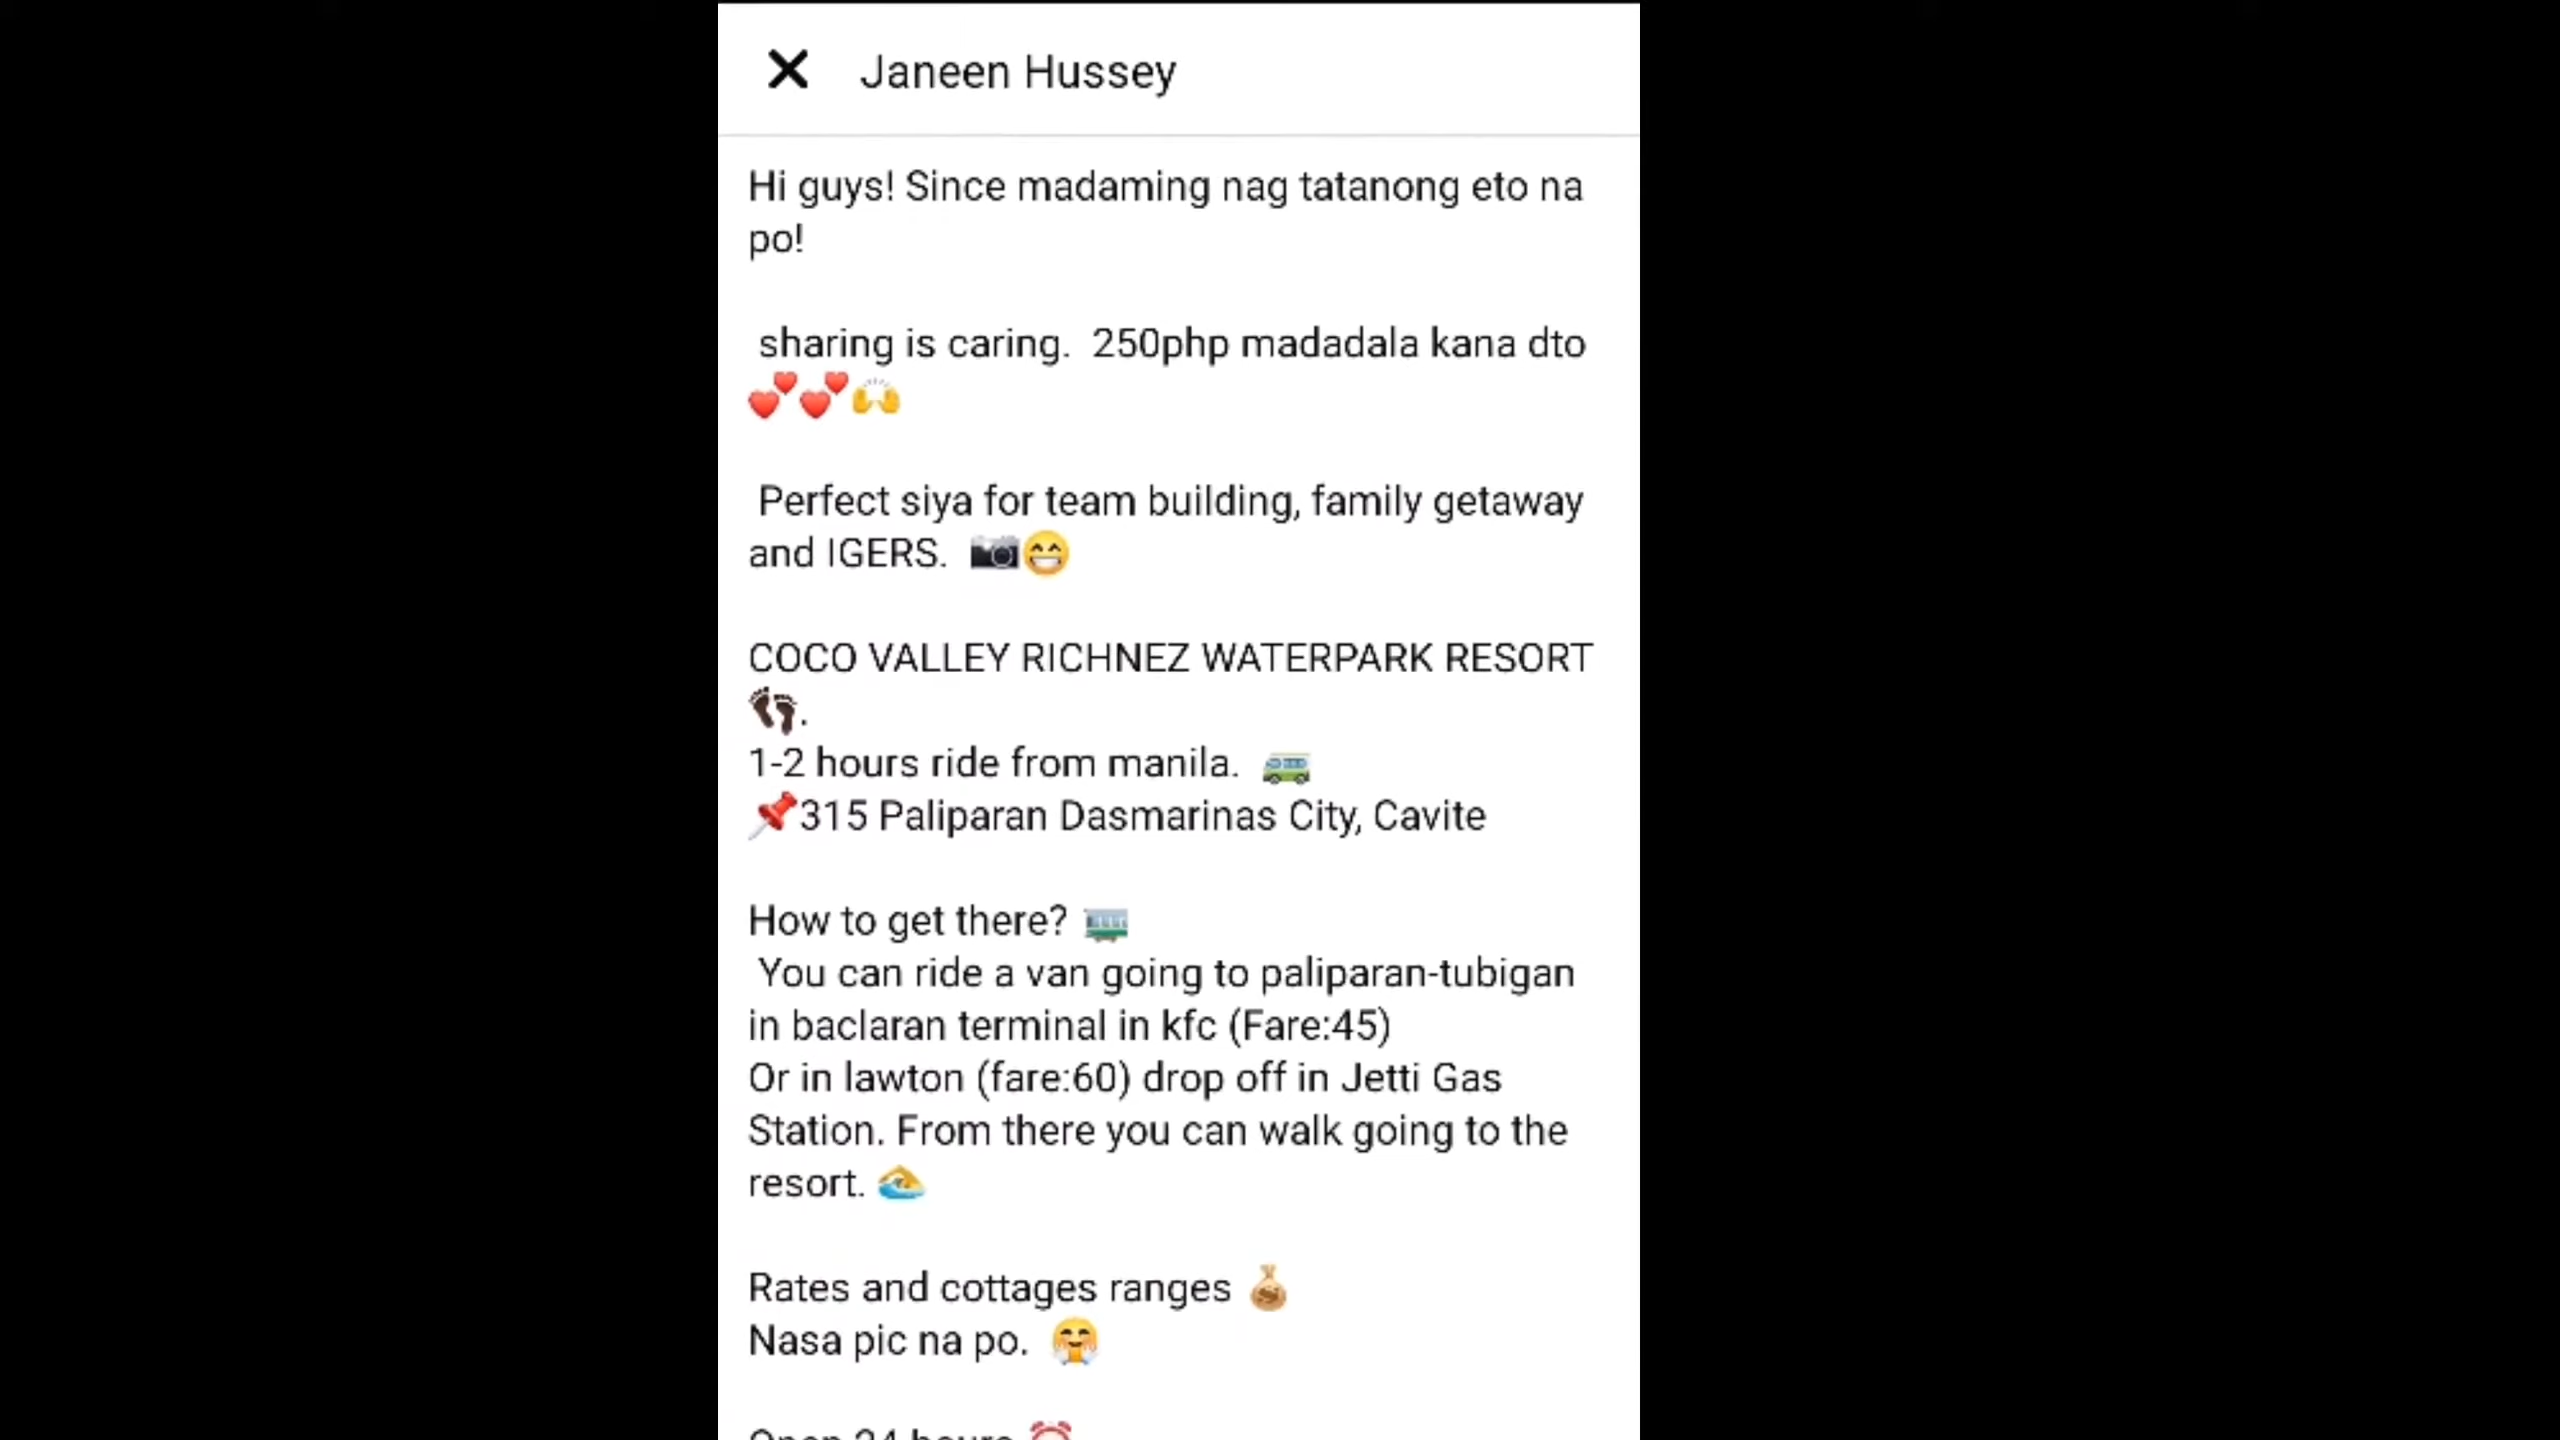 Janeen Hussey
Hi guys! Since madaming nag tatanong eto na
po!
sharing is caring.  250php madadala kana dto
💕💕🙌
Perfect siya for team building, family getaway
and IGERS.  📷😁
COCO VALLEY RICHNEZ WATERPARK RESORT
👣.
1-2 hours ride from manila.  🚐
📌315 Paliparan Dasmarinas City, Cavite
How to get there? 🚃
You can ride a van going to paliparan-tubigan
in baclaran terminal in kfc (Fare:45)
Or in lawton (fare:60) drop off in Jetti Gas
Station. From there you can walk going to the
resort. 🏊
Rates and cottages ranges 💰
Nasa pic na po.  🤗
Open 24 hours ⏰